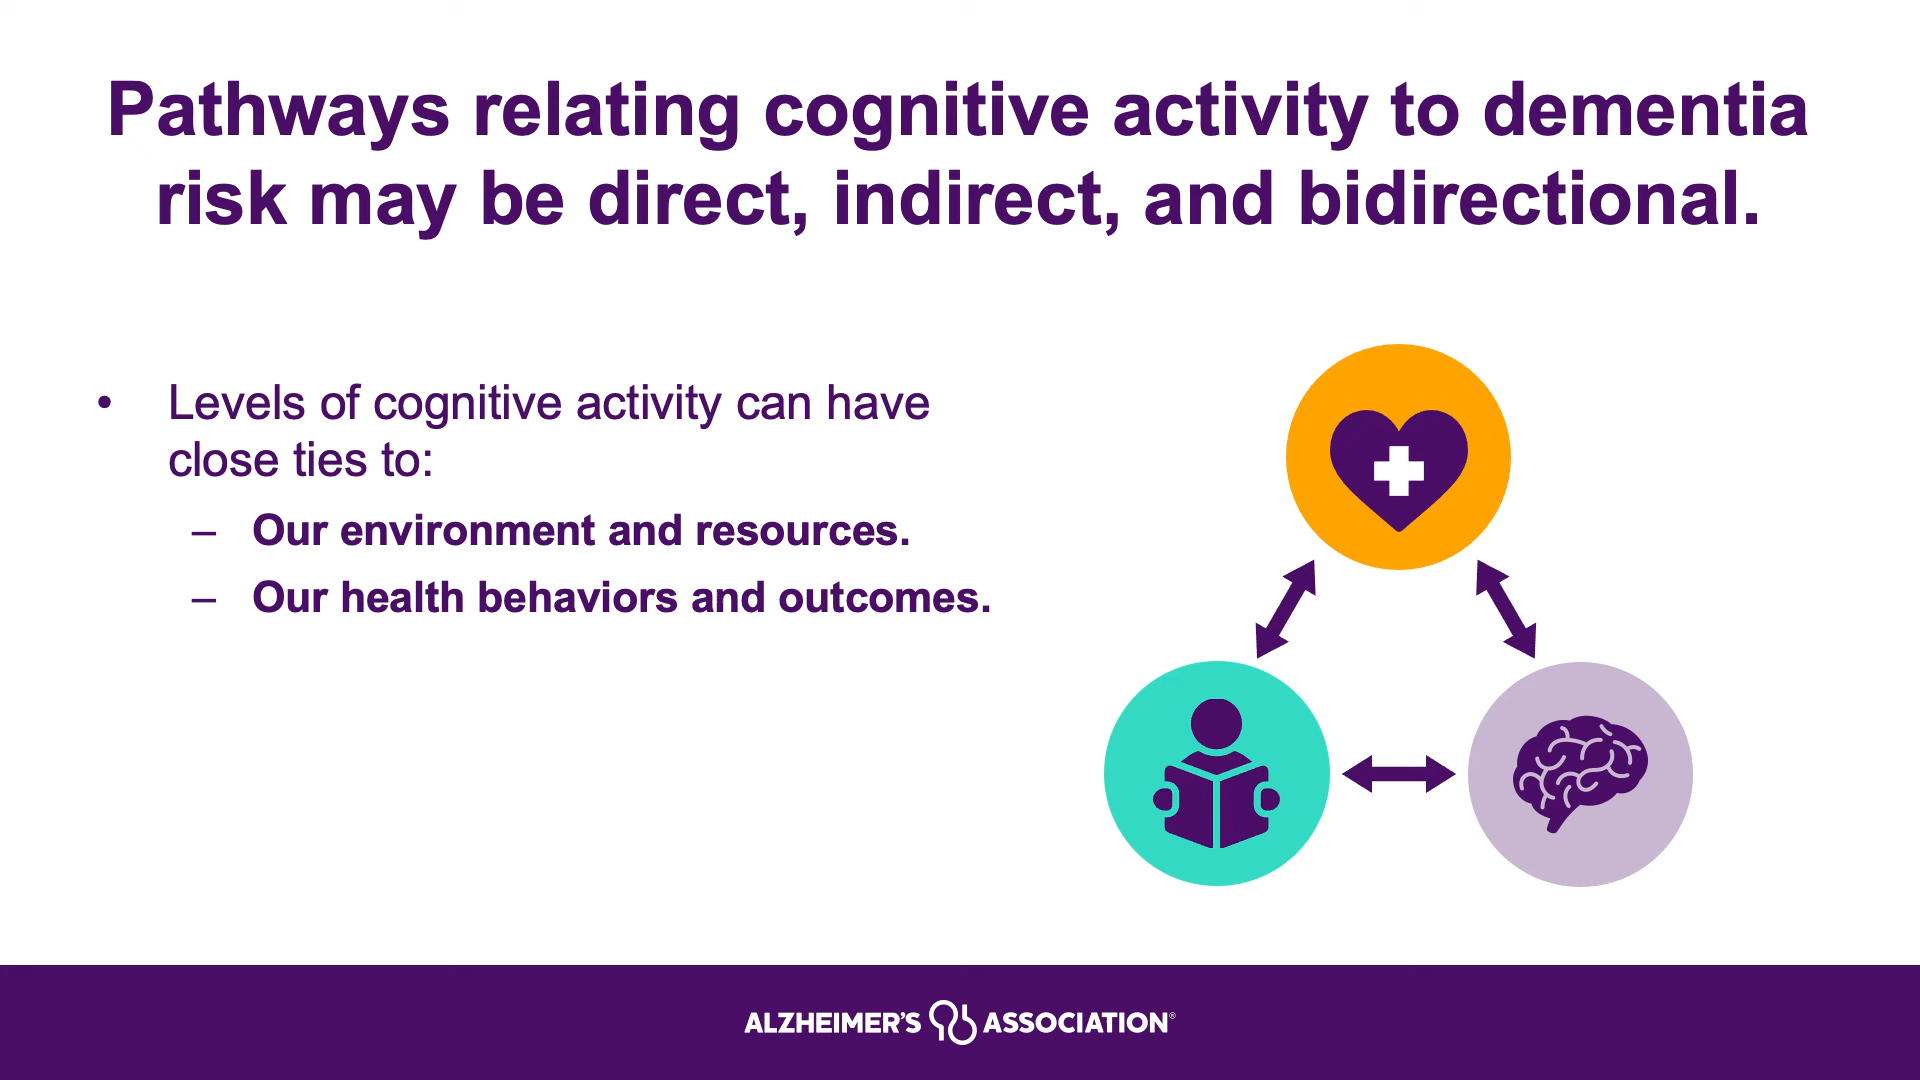 Pathways relating cognitive activity to dementia
risk may be direct, indirect, and bidirectional.
• Levels of cognitive activity can have
close ties to:
– Our environment and resources.
– Our health behaviors and outcomes.
ALZHEIMER'S ASSOCIATION®